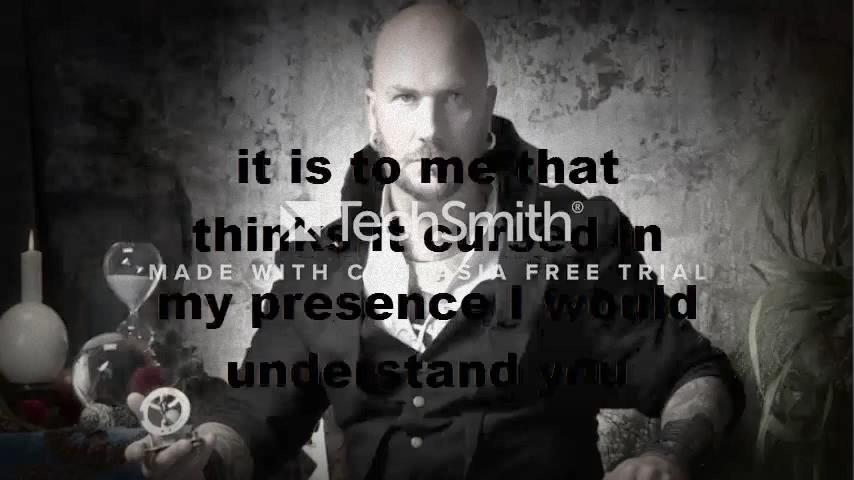 it is to me that
TechSmith®
thinks it cursed in
MADE WITH CAMTASIA FREE TRIAL
my presence I would
understand you